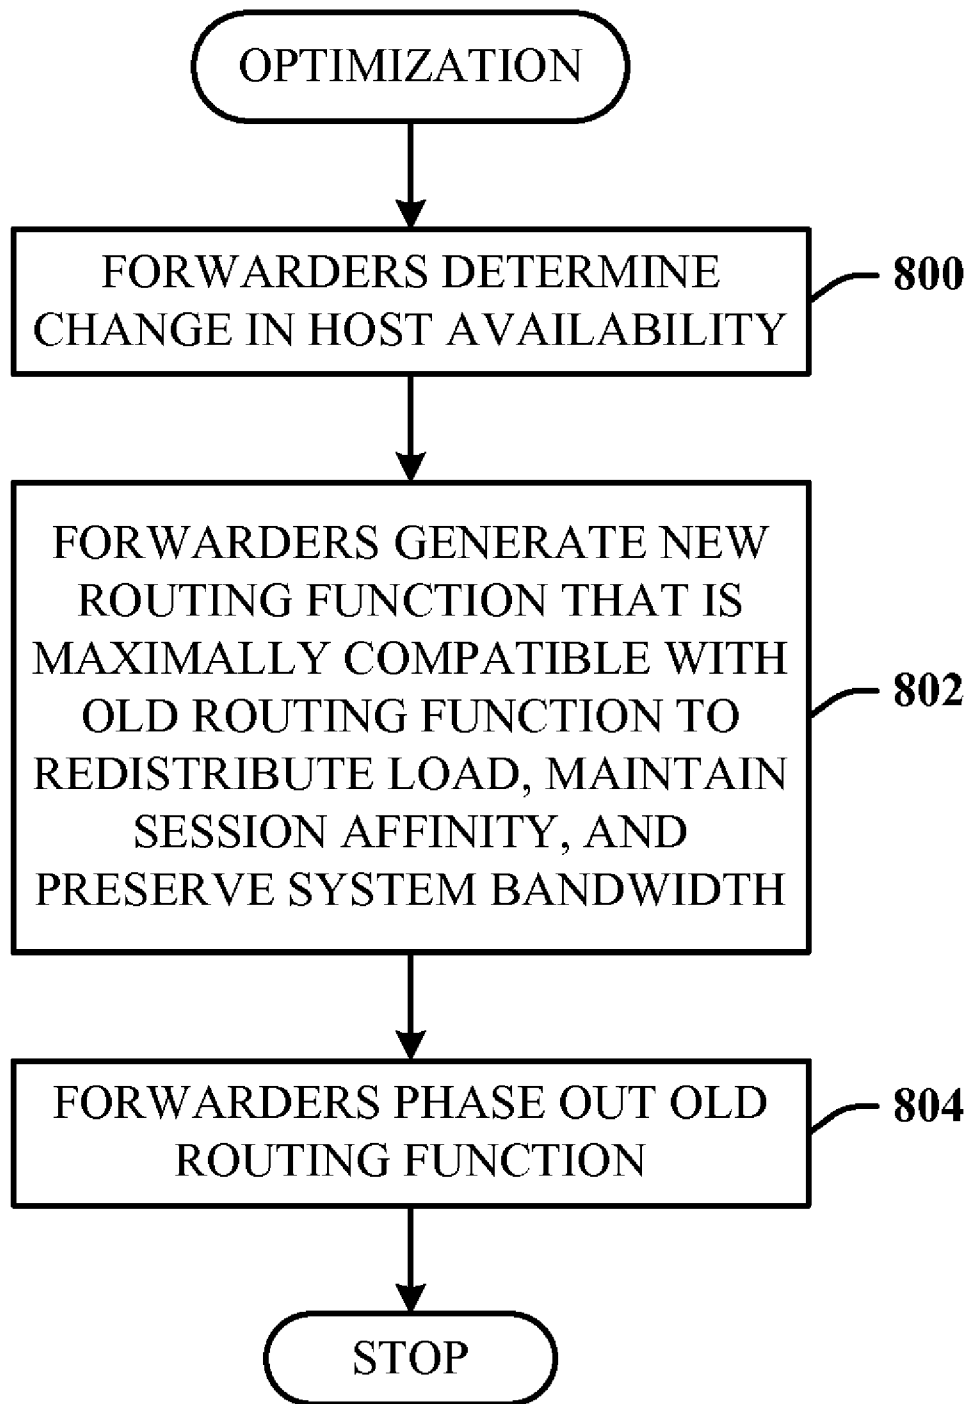 OPTIMIZATION
FORWARDERS DETERMINE
CHANGE IN HOST AVAILABILITY
800
FORWARDERS GENERATE NEW
ROUTING FUNCTION THAT IS
MAXIMALLY COMPATIBLE WITH
OLD ROUTING FUNCTION TO
REDISTRIBUTE LOAD, MAINTAIN
SESSION AFFINITY, AND
PRESERVE SYSTEM BANDWIDTH
802
FORWARDERS PHASE OUT OLD
ROUTING FUNCTION
804
STOP